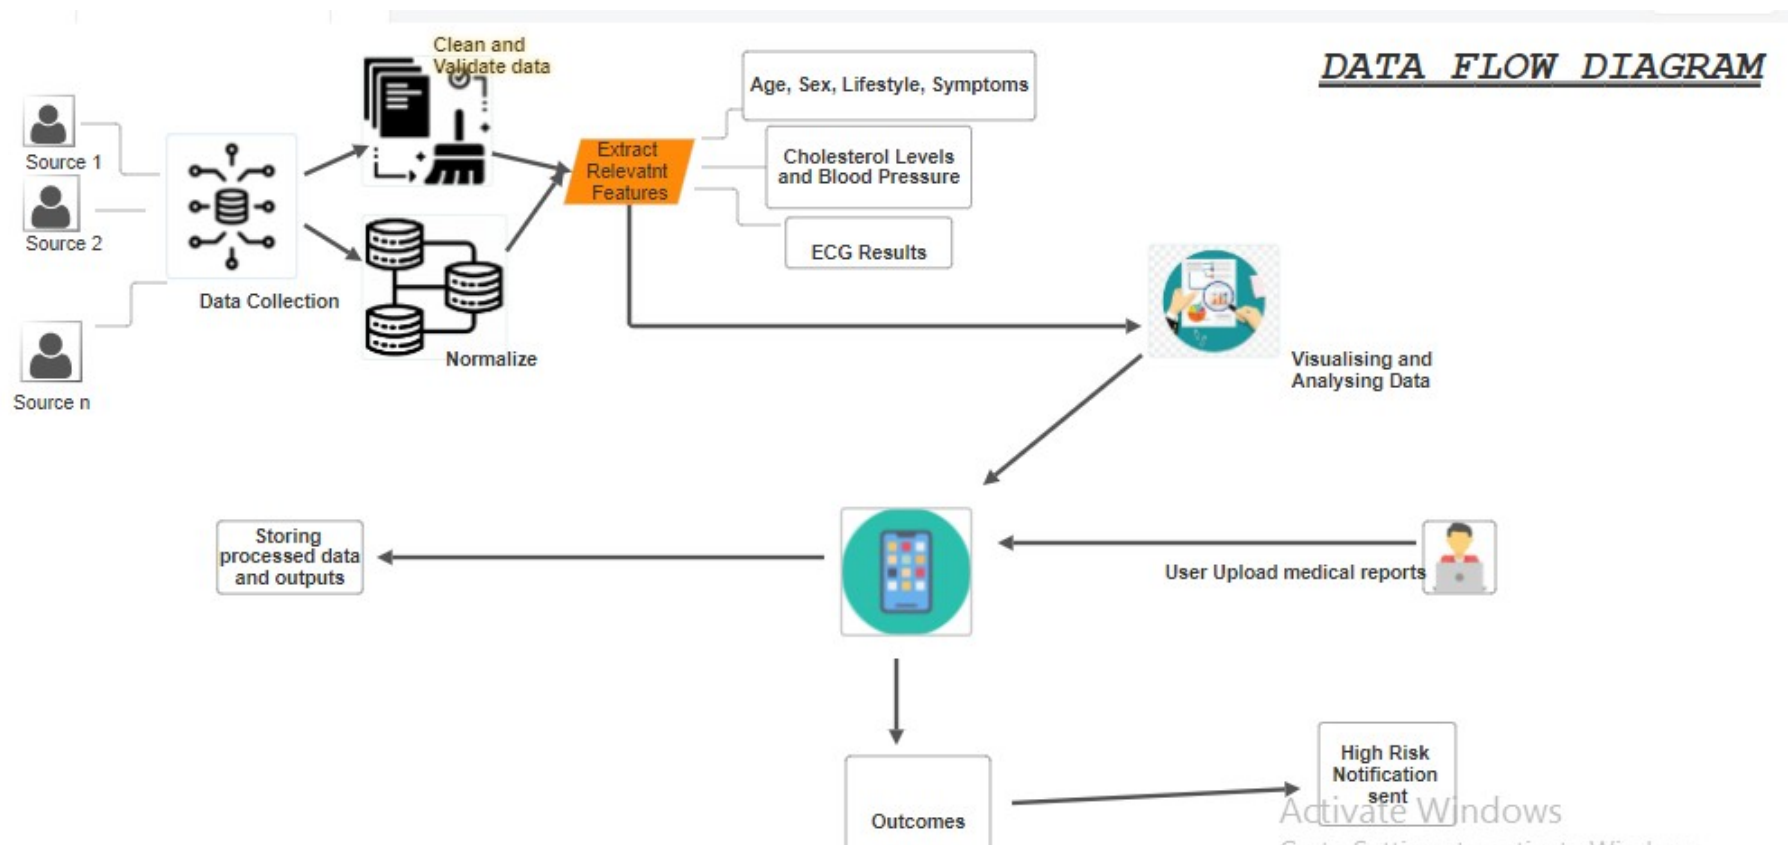 DATA FLOW DIAGRAM
Clean and
Validate data
Source 1
Source 2
Source n
Data Collection
Normalize
Extract
Relevatnt
Features
Age, Sex, Lifestyle, Symptoms
Cholesterol Levels
and Blood Pressure
ECG Results
Visualising and
Analysing Data
Storing
processed data
and outputs
User Upload medical reports
Outcomes
High Risk
Notification
sent
Activate Windows